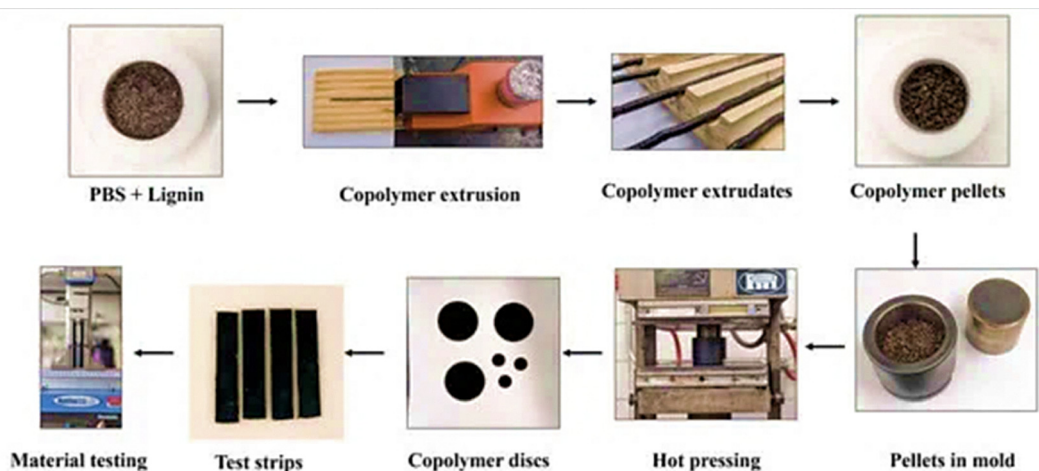 PBS + Lignin
Copolymer extrusion
Copolymer extrudates
Copolymer pellets
Material testing
Test strips
Copolymer discs
Hot pressing
Pellets in mold